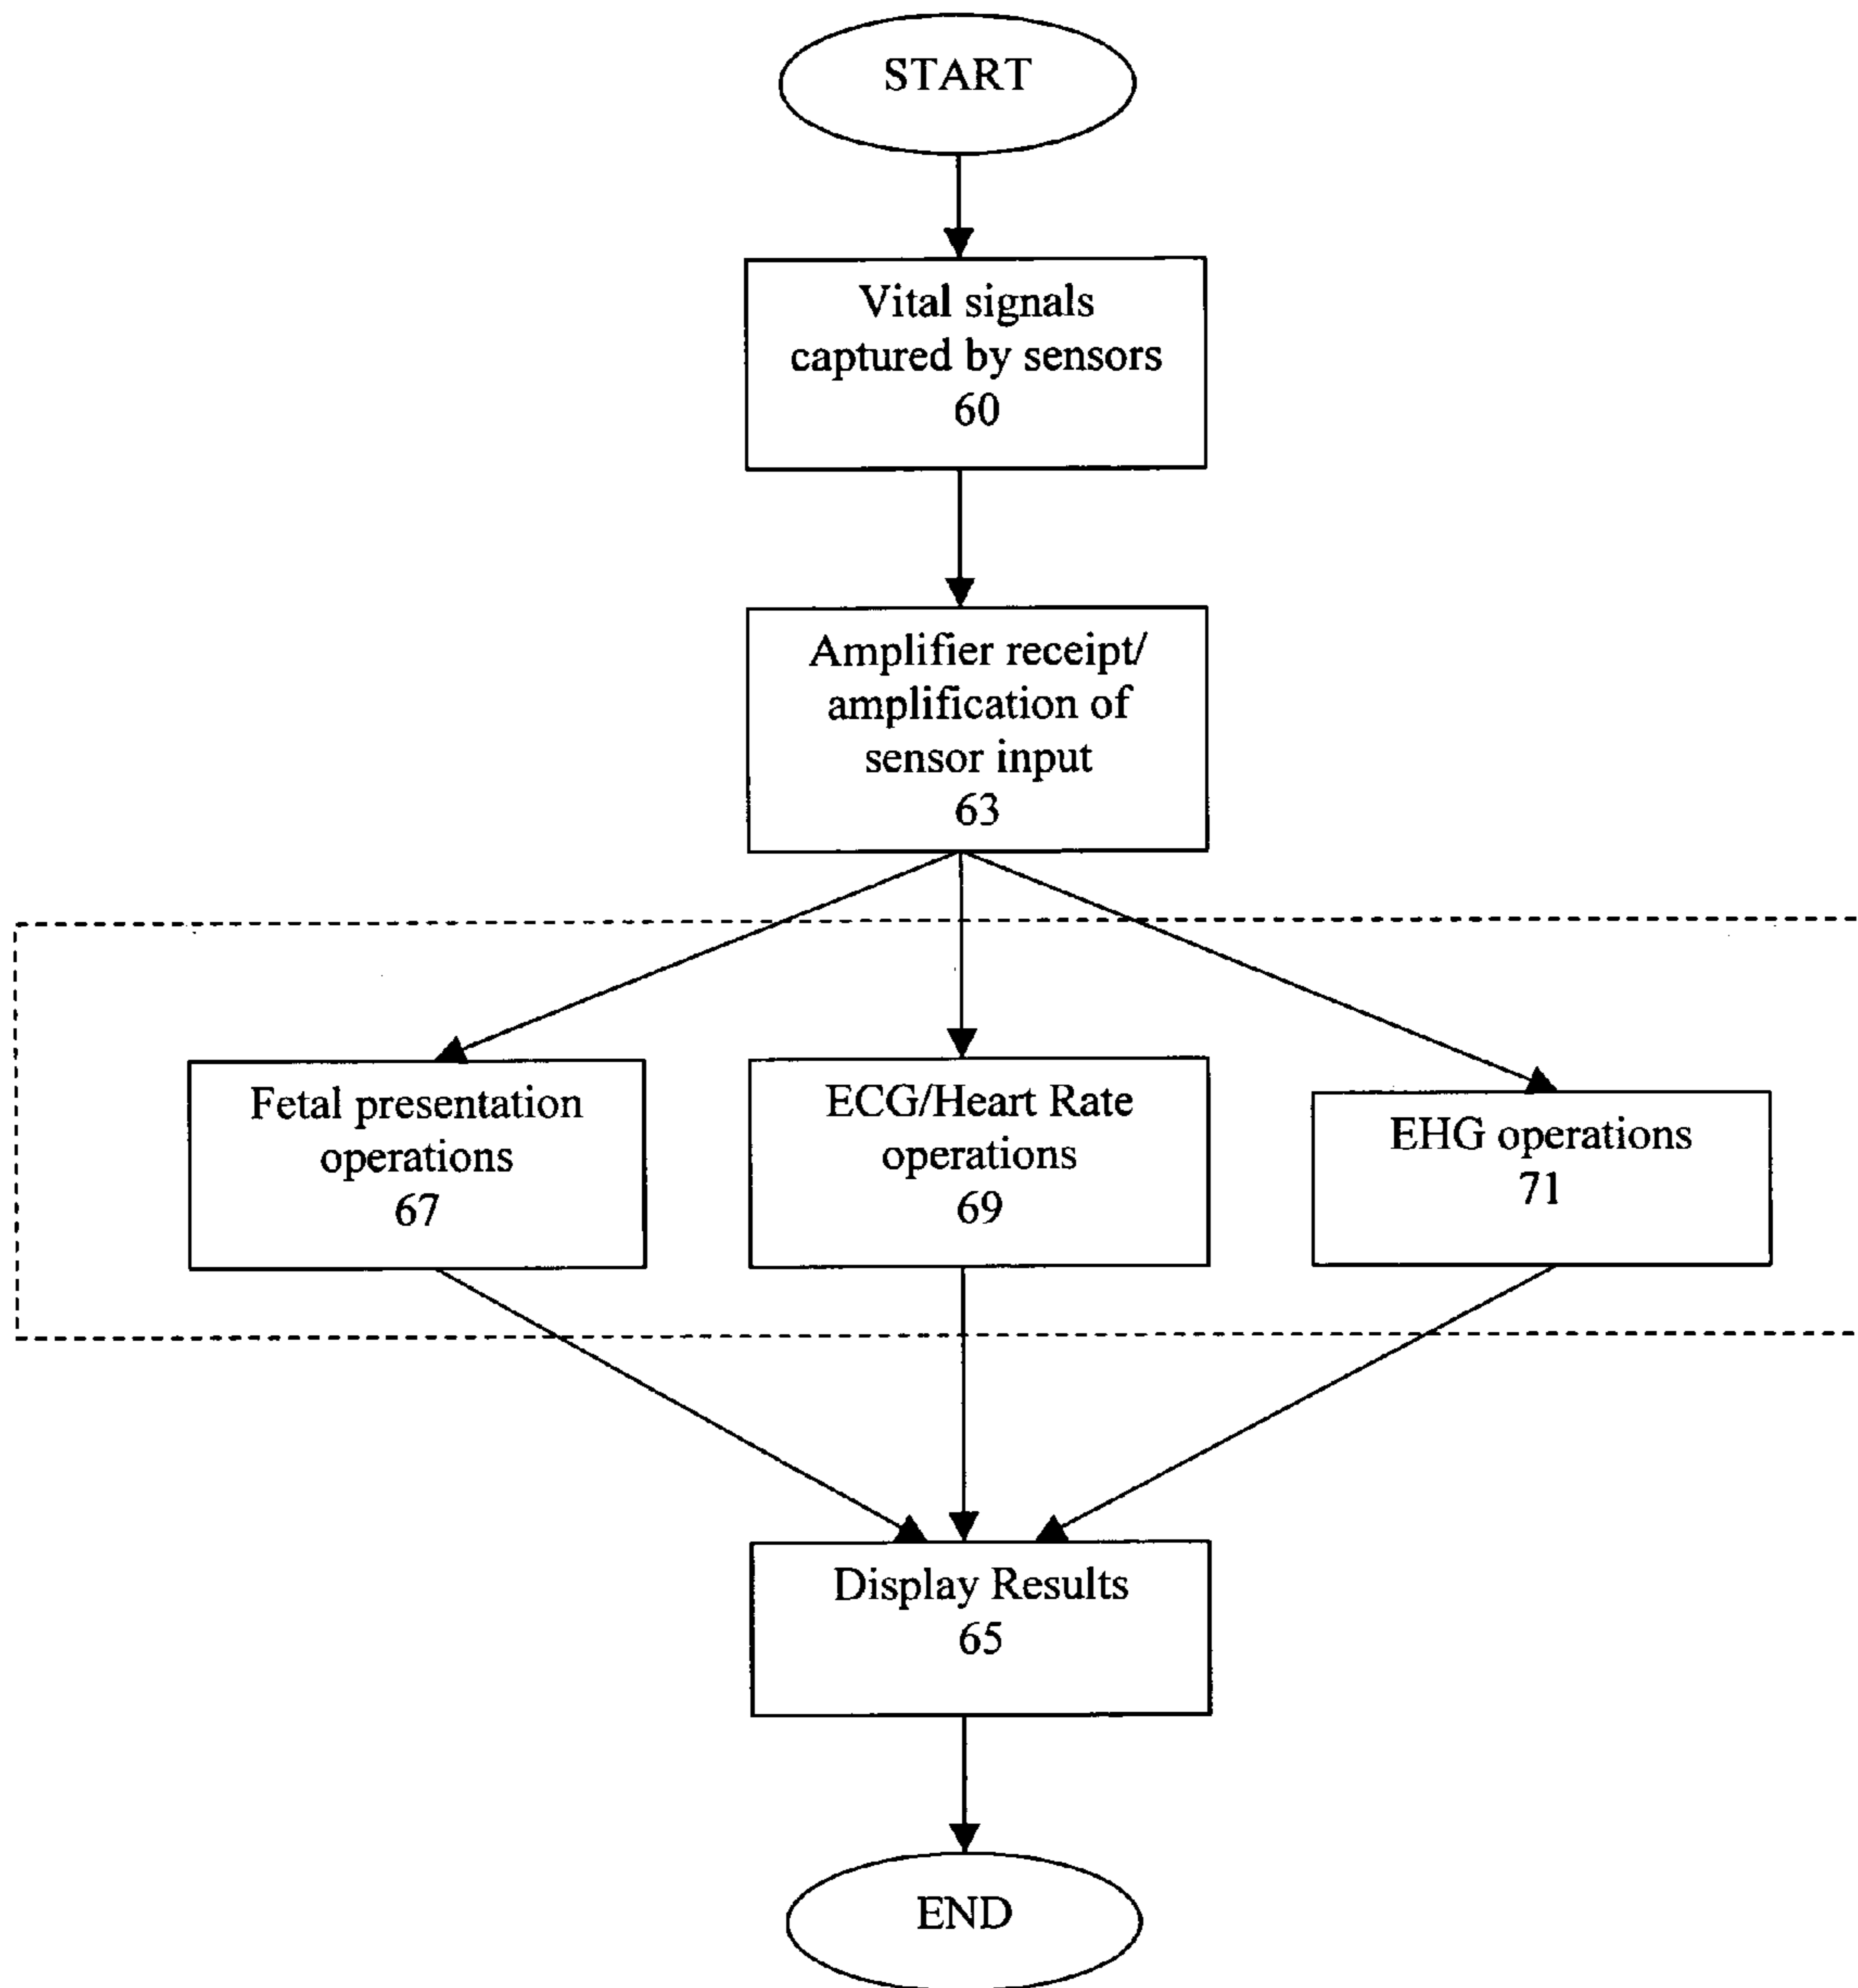 START
Vital signals
captured by sensors
60
Amplifier receipt/
amplification of
sensor input
63
Fetal presentation
operations
67
ECG/Heart Rate
operations
69
EHG operations
71
Display Results
65
END